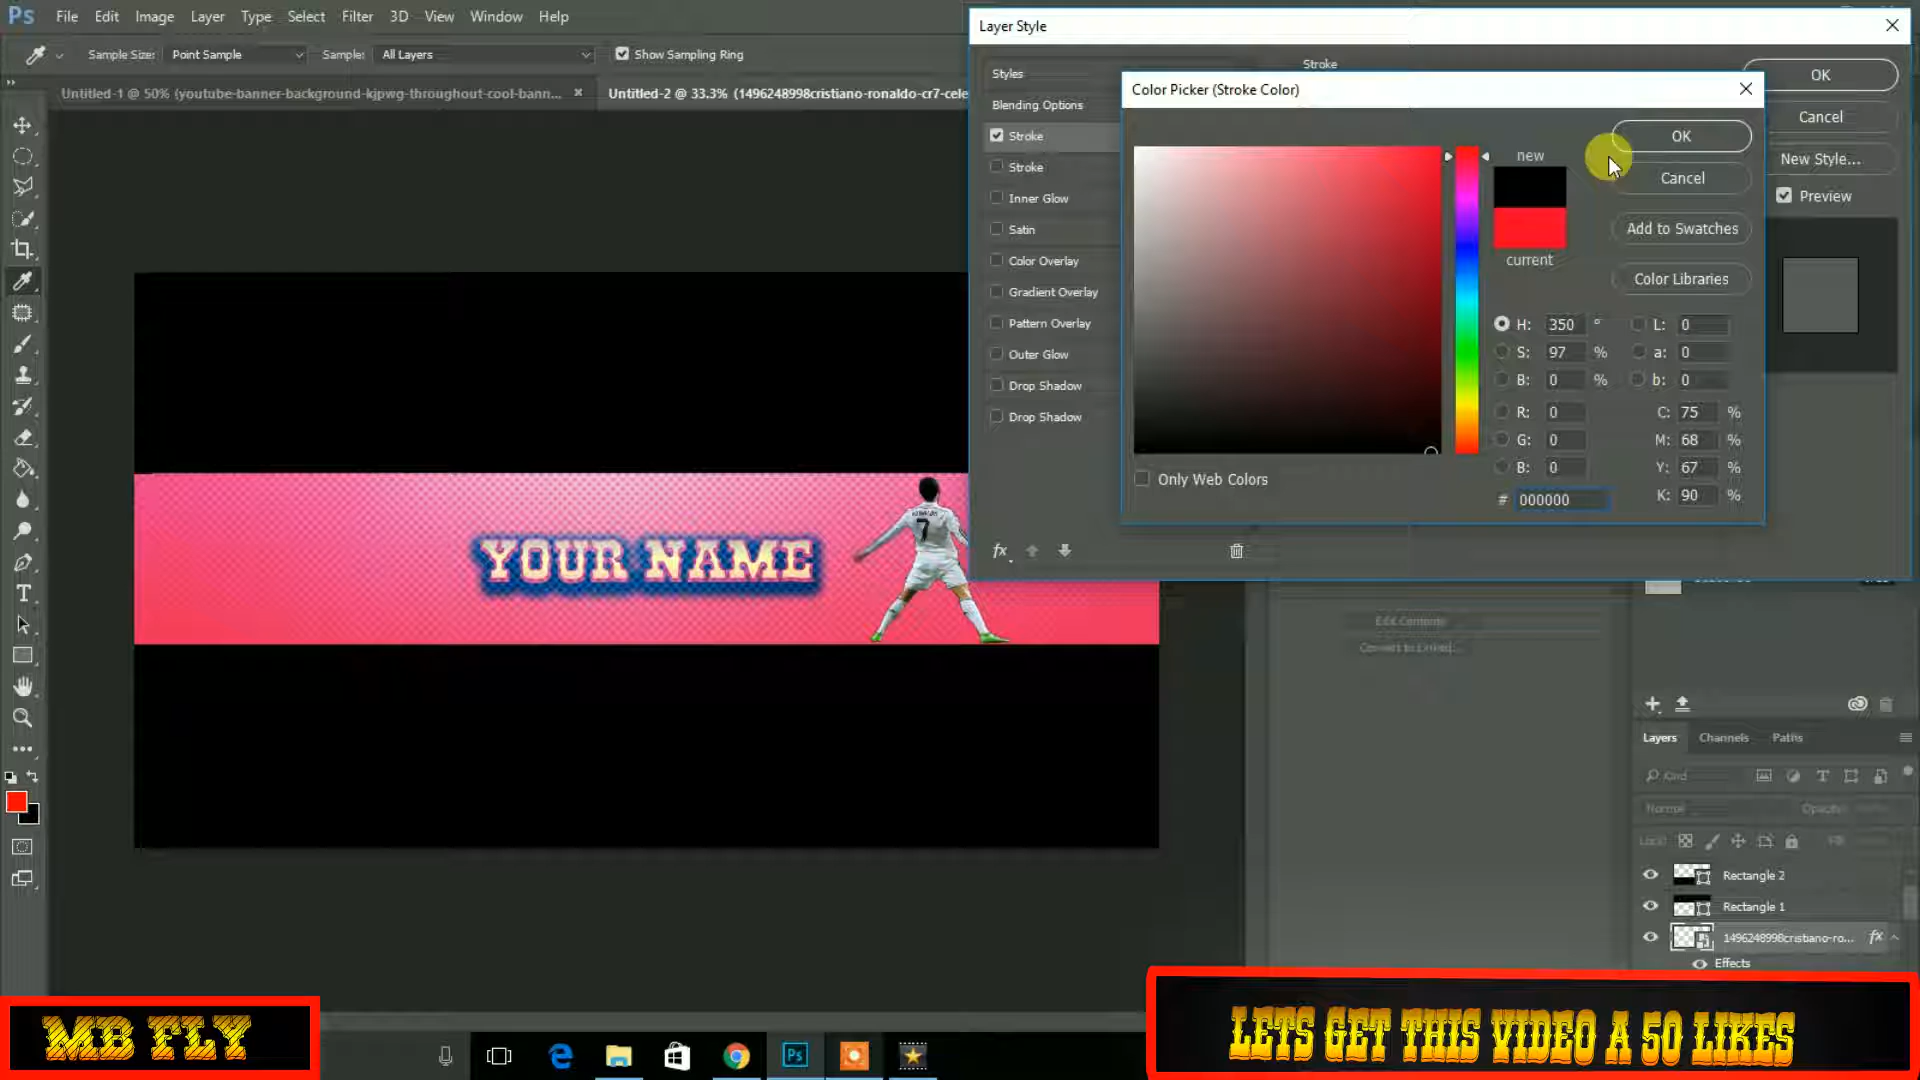 Ps File Edit Image Layer Type Select Filter 3D View Window Help
Layer Style
Sample Size: Point Sample Sample: All Layers Show Sampling Ring
Styles
Stroke
OK
Untitled-1 @ 50% (youtube-banner-background-kjpwg-throughout-cool-bann...
Untitled-2 @ 33.3% (1496248998cristiano-ronaldo-cr7-cele
Color Picker (Stroke Color)
Blending Options
Cancel
Stroke
OK
new
Stroke
Cancel
New Style...
Inner Glow
Preview
Satin
Add to Swatches
Color Overlay
current
Gradient Overlay
Color Libraries
Pattern Overlay
H: 350 ° L: 0
Outer Glow
S: 97 % a: 0
Drop Shadow
B: 0 % b: 0
Drop Shadow
R: 0 C: 75 %
G: 0 M: 68 %
B: 0 Y: 67 %
Only Web Colors
# 000000 K: 90 %
fx
YOUR NAME
7
Edit Contents
Convert to Linked...
Layers Channels Paths
Kind
Normal Opacity:
Lock: Fill:
Rectangle 2
Rectangle 1
1496248998cristiano-ro... fx
Effects
MB FLY
Ps
LETS GET THIS VIDEO A 50 LIKES